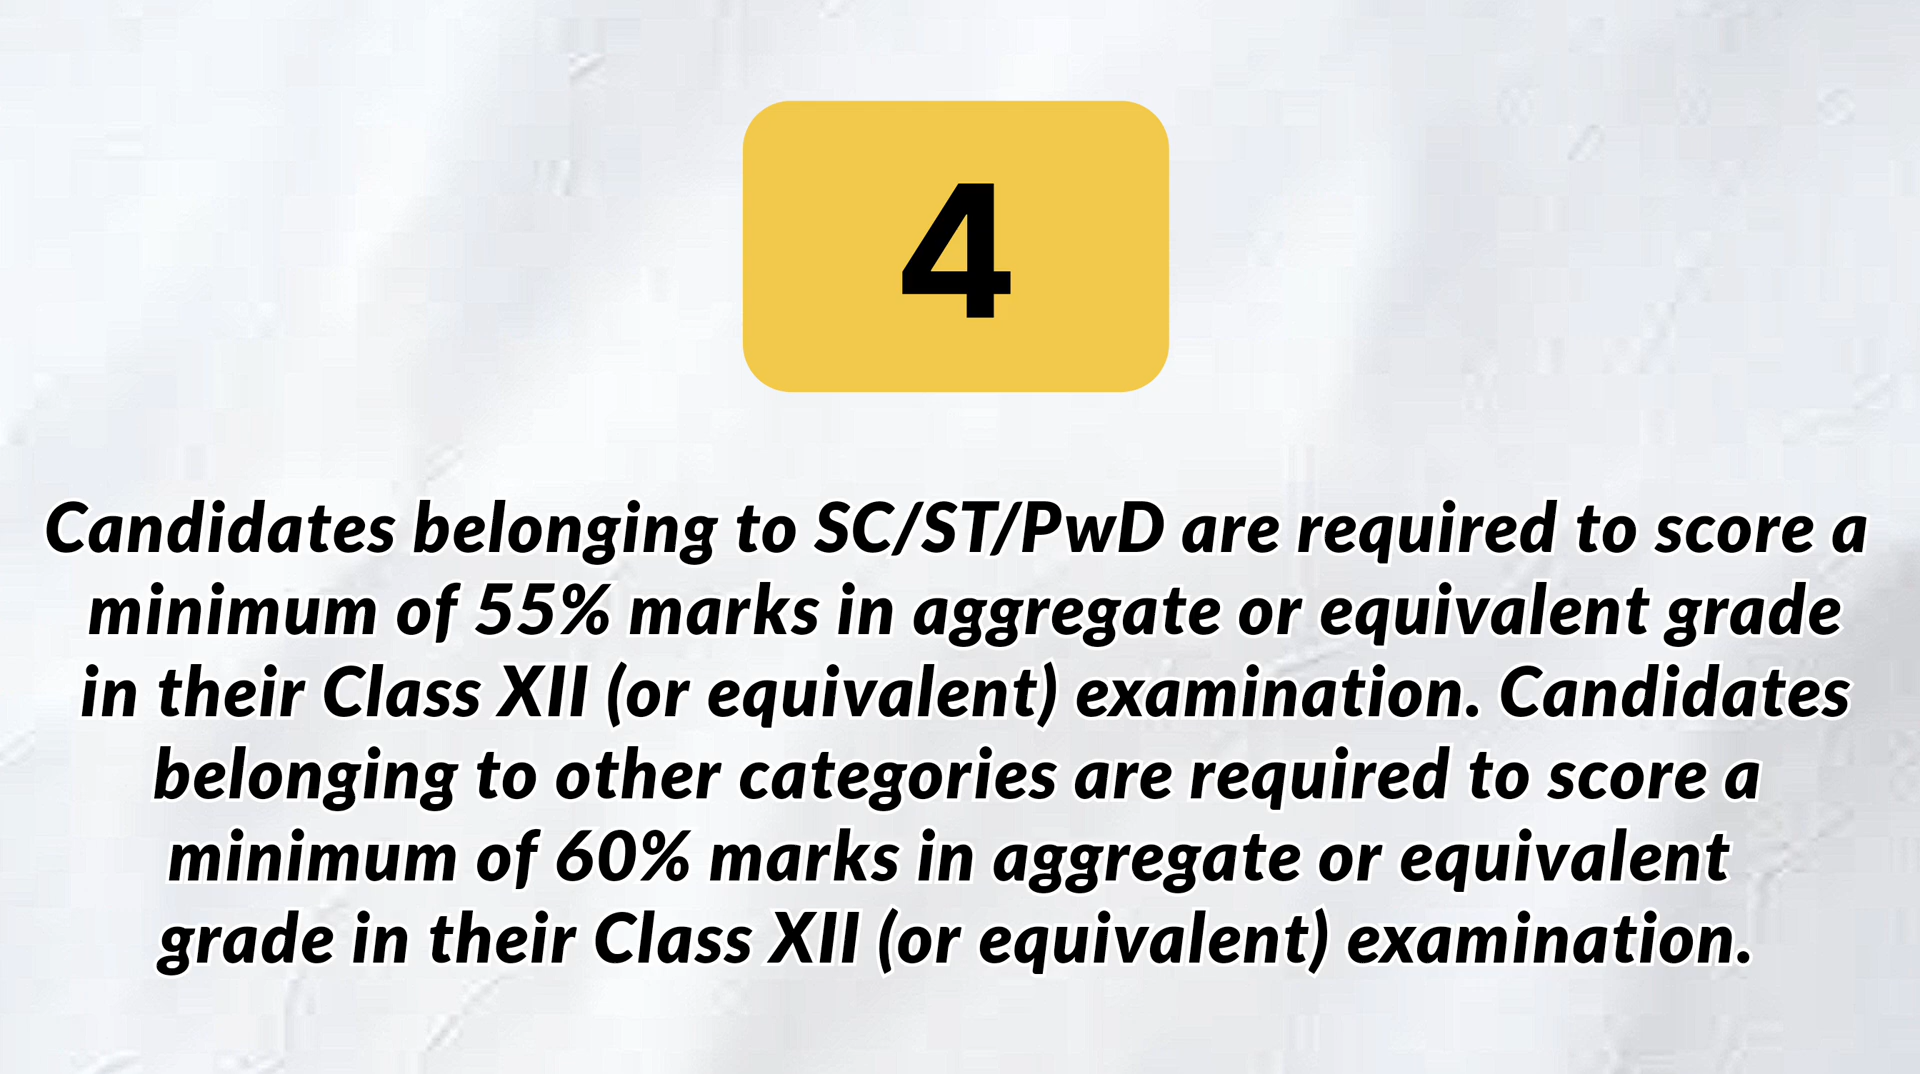 4
Candidates belonging to SC/ST/PwD are required to score a
minimum of 55% marks in aggregate or equivalent grade
in their Class XII (or equivalent) examination. Candidates
belonging to other categories are required to score a
minimum of 60% marks in aggregate or equivalent
grade in their Class XII (or equivalent) examination.